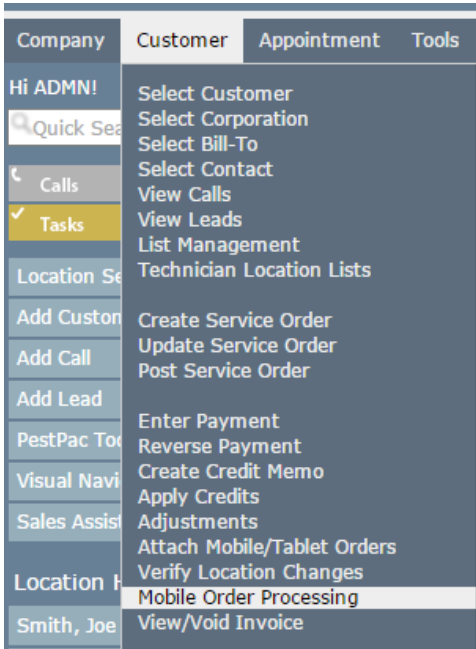 Company Customer Appointment Tools
Hi ADMN!
Quick Sea
Calls
Tasks
Location Se
Add Custon
Add Call
Add Lead
PestPac Too
Visual Navi
Sales Assist
Location H
Smith, Joe
Select Customer
Select Corporation
Select Bill-To
Select Contact
View Calls
View Leads
List Management
Technician Location Lists
Create Service Order
Update Service Order
Post Service Order
Enter Payment
Reverse Payment
Create Credit Memo
Apply Credits
Adjustments
Attach Mobile/Tablet Orders
Verify Location Changes
Mobile Order Processing
View/Void Invoice